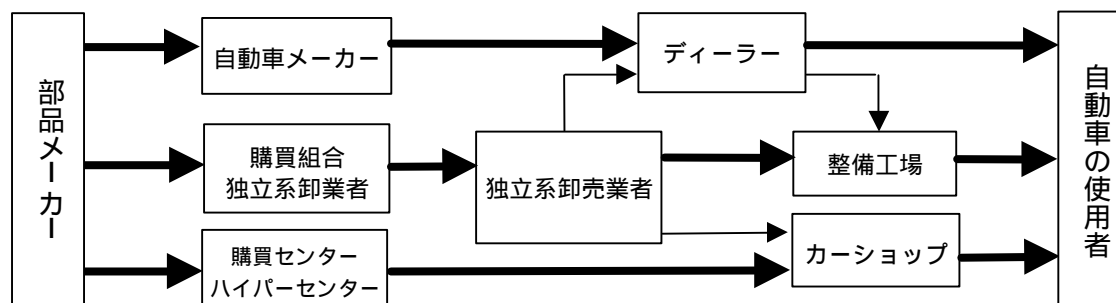 部品メーカー
自動車メーカー
ディーラー
購買組合
独立系卸業者
独立系卸売業者
整備工場
購買センター
ハイパーセンター
カーショップ
自動車の使用者